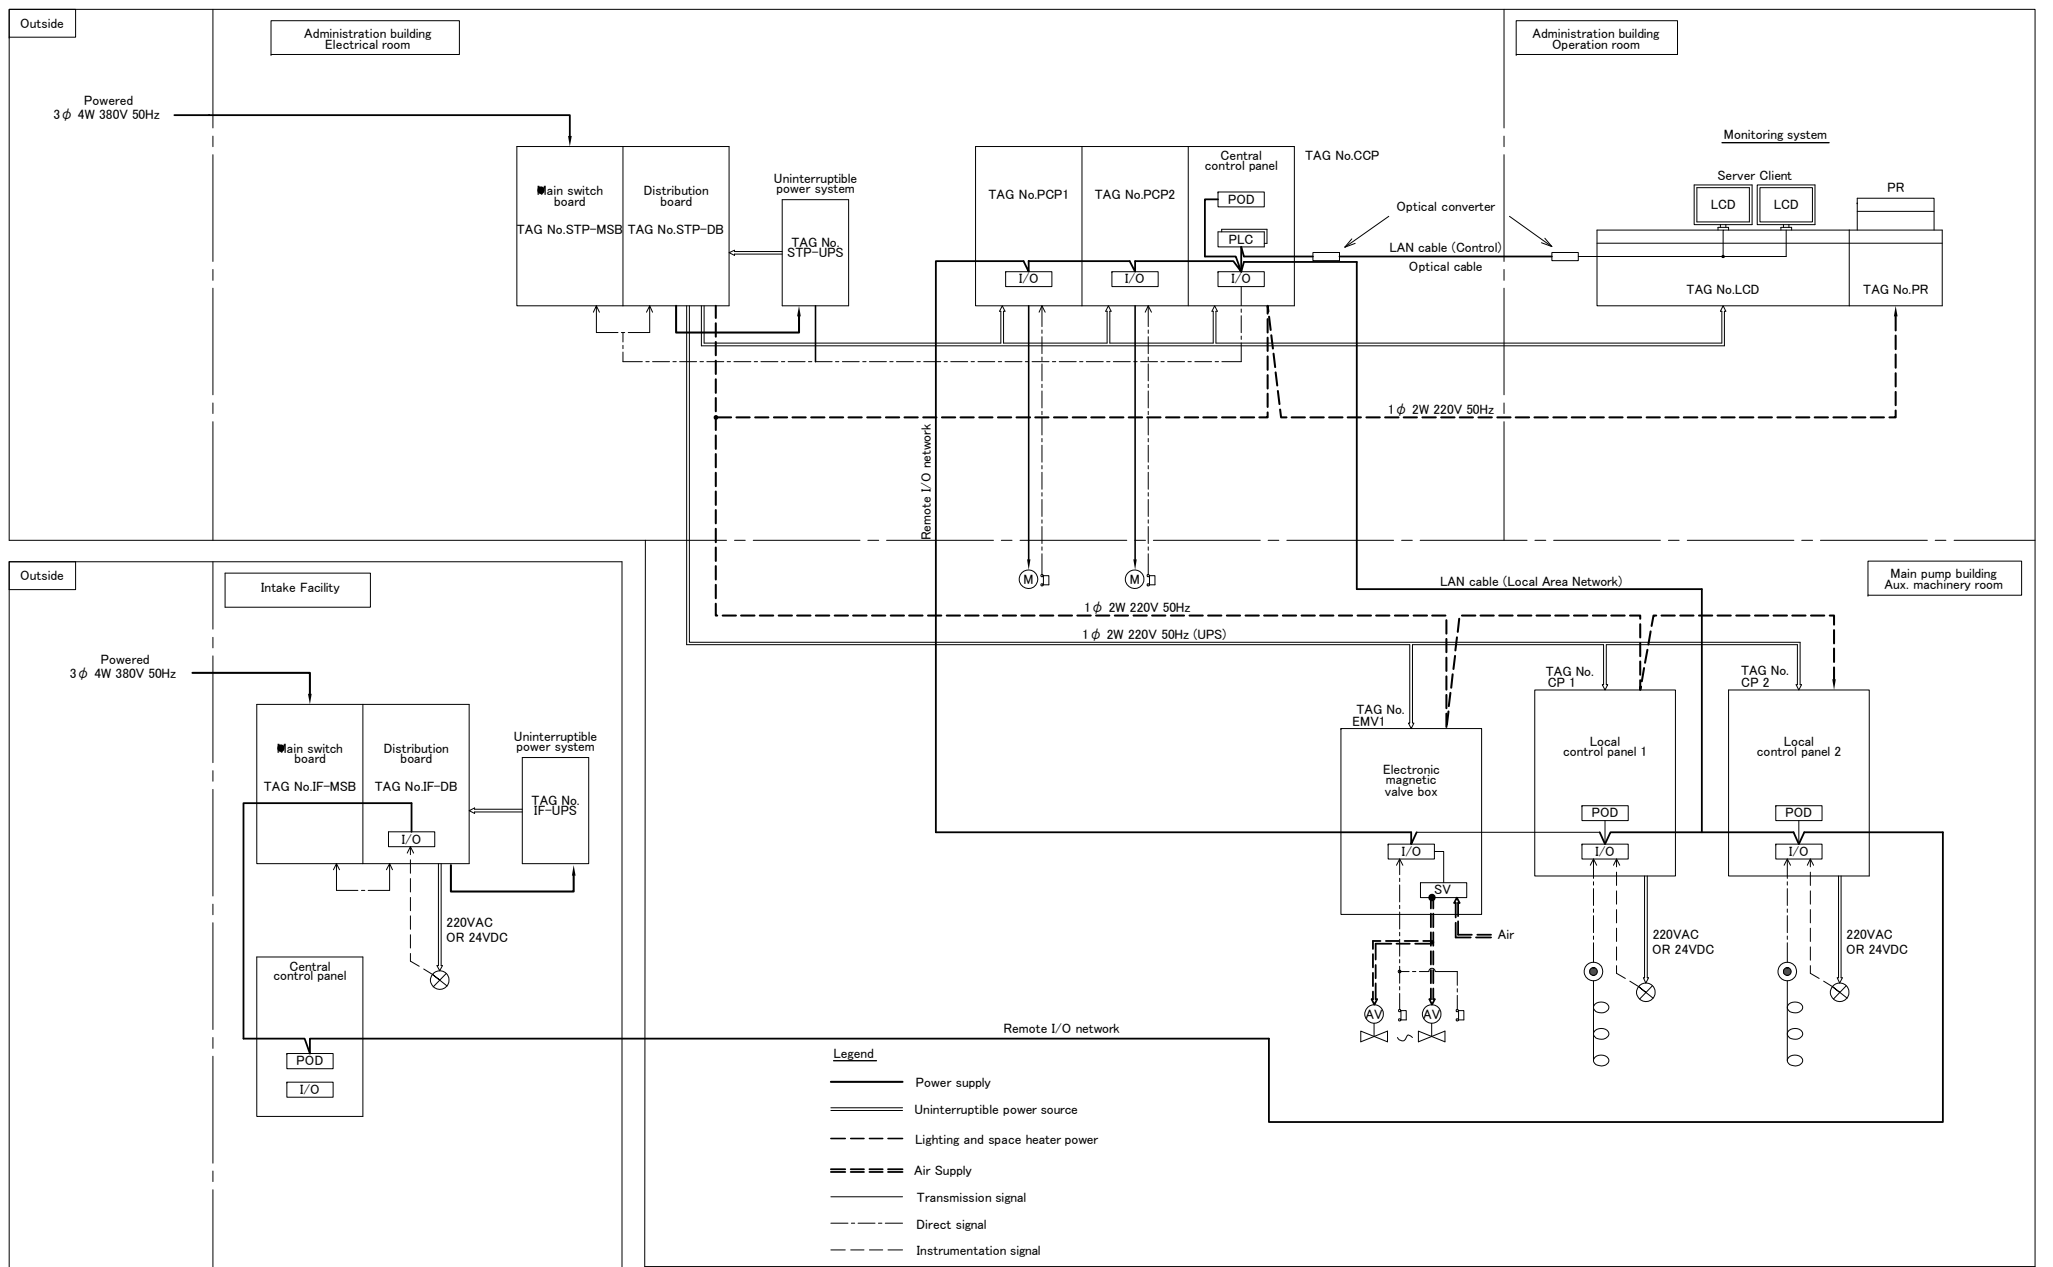 Outside
Administration building
Electrical room
Administration building
Operation room
Powered
3φ 4W 380V 50Hz
Main switch
board
TAG No.STP-MSB
Distribution
board
TAG No.STP-DB
Uninterruptible
power system
TAG No.
STP-UPS
TAG No.PCP1
I/O
TAG No.PCP2
I/O
Central
control panel
POD
PLC
I/O
TAG No.CCP
Optical converter
LAN cable (Control)
Optical cable
Monitoring system
Server Client
LCD
LCD
PR
TAG No.LCD
TAG No.PR
1φ 2W 220V 50Hz
Remote I/O network
M
M
Outside
Intake Facility
Main pump building
Aux. machinery room
LAN cable (Local Area Network)
1φ 2W 220V 50Hz
1φ 2W 220V 50Hz (UPS)
Powered
3φ 4W 380V 50Hz
Main switch
board
TAG No.IF-MSB
Distribution
board
TAG No.IF-DB
I/O
Uninterruptible
power system
TAG No.
IF-UPS
220VAC
OR 24VDC
Central
control panel
POD
I/O
TAG No.
EMV1
Electronic
magnetic
valve box
I/O
SV
Air
AV
AV
TAG No.
CP 1
Local
control panel 1
POD
I/O
220VAC
OR 24VDC
TAG No.
CP 2
Local
control panel 2
POD
I/O
220VAC
OR 24VDC
Remote I/O network
Legend
Power supply
Uninterruptible power source
Lighting and space heater power
Air Supply
Transmission signal
Direct signal
Instrumentation signal